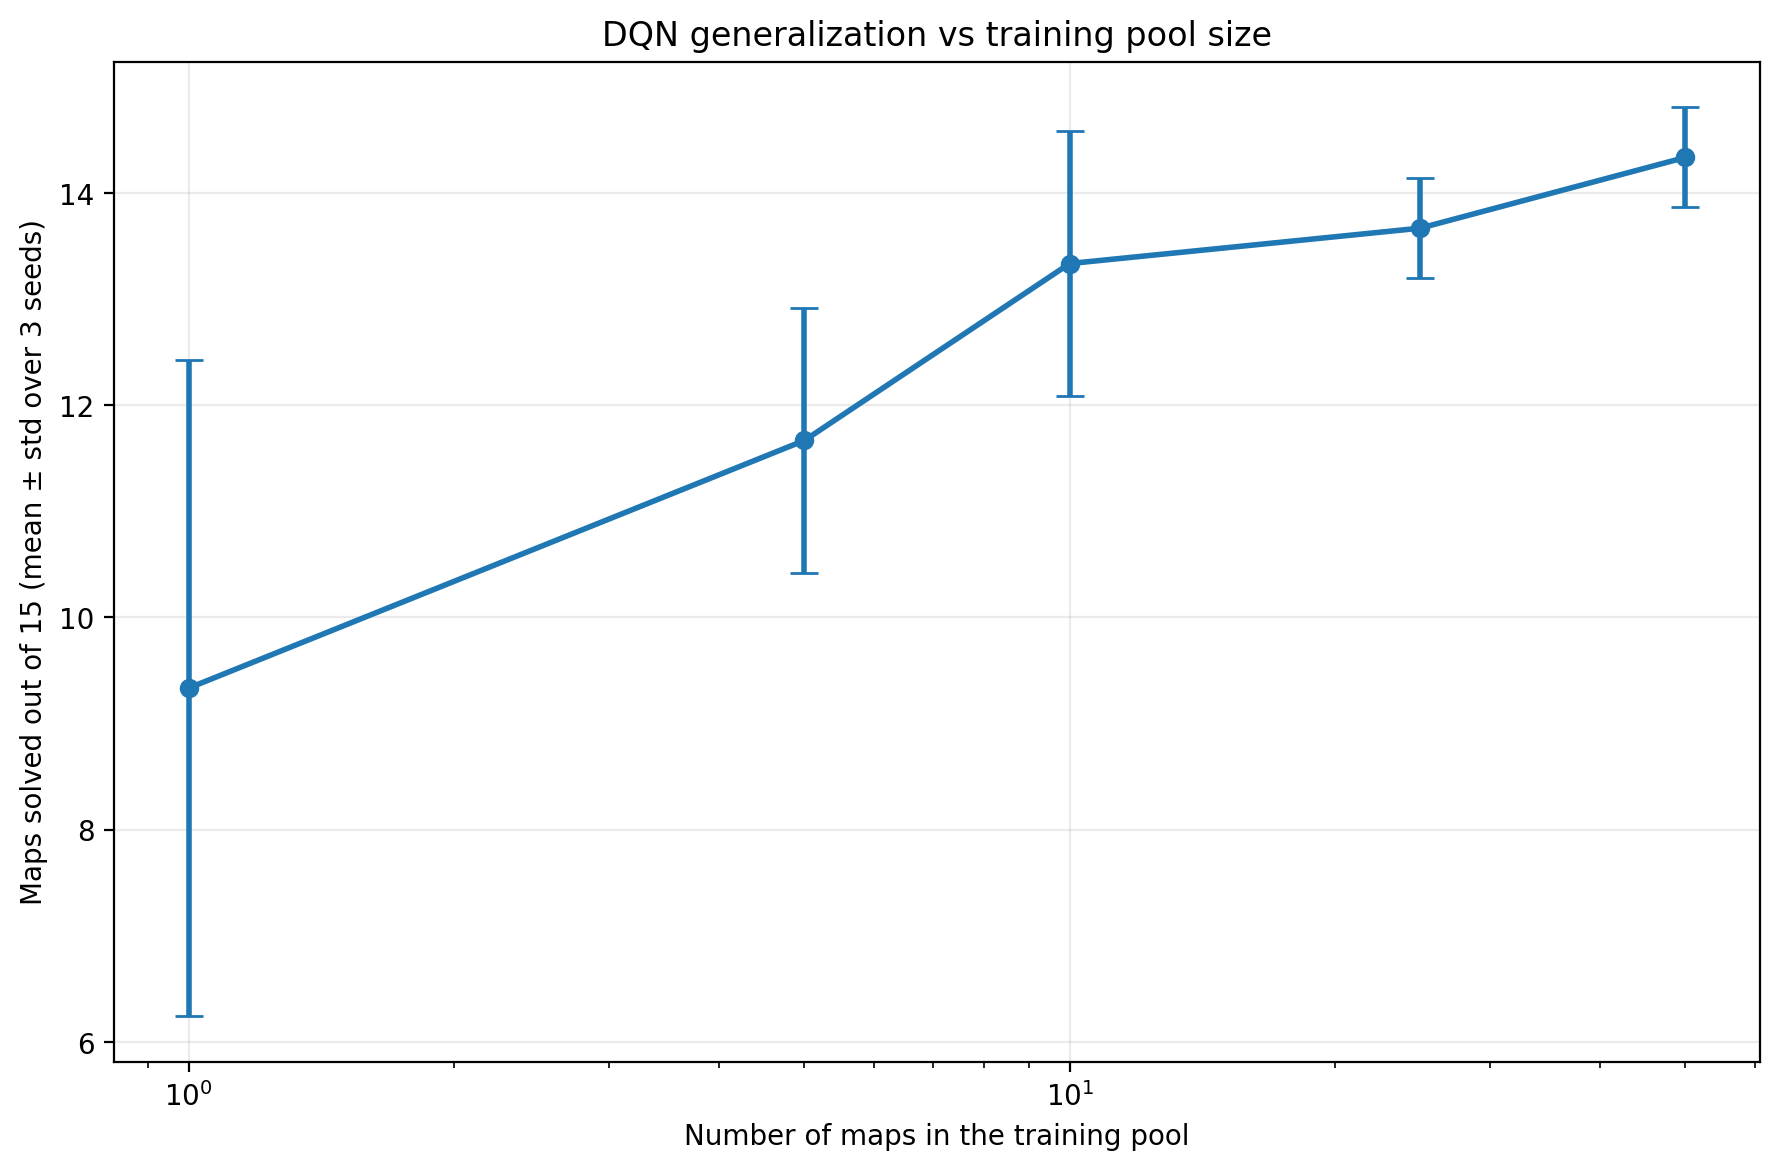 DQN generalization vs training pool size
Maps solved out of 15 (mean ± std over 3 seeds)
14
12
10
8
6
10⁰
10¹
Number of maps in the training pool